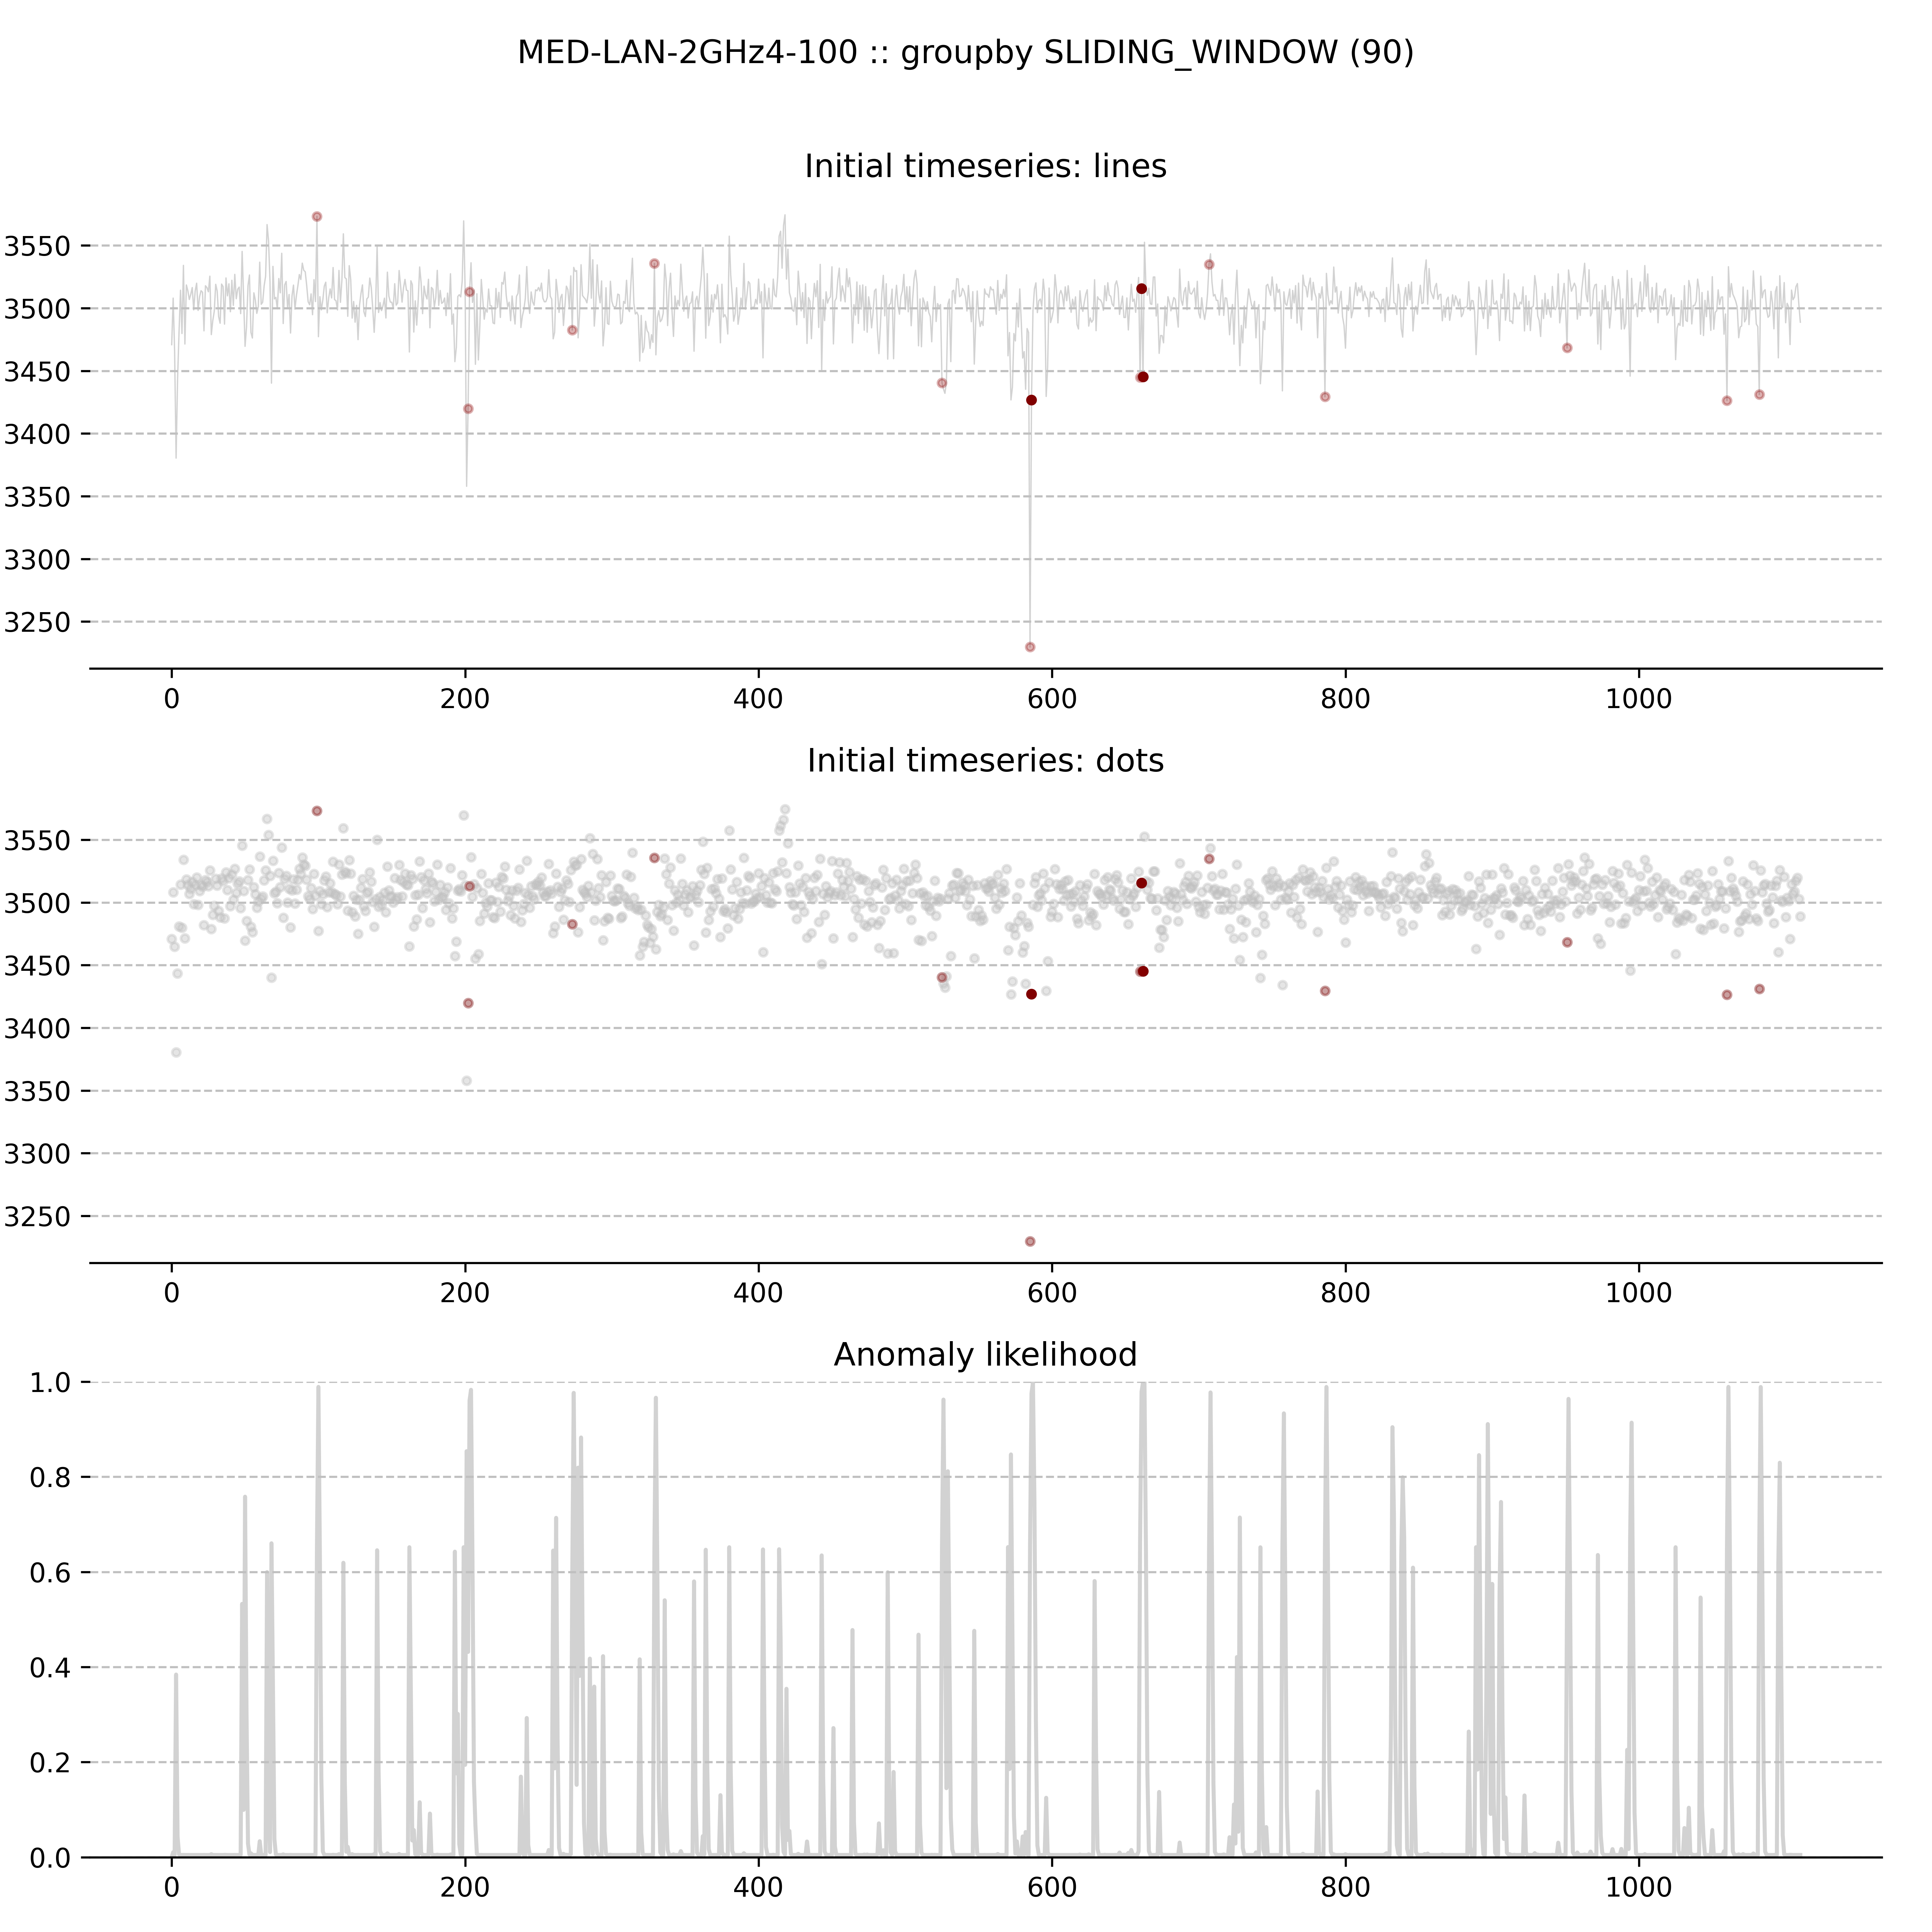 MED-LAN-2GHz4-100 :: groupby SLIDING_WINDOW (90)
Initial timeseries: lines
3550
3500
3450
3400
3350
3300
3250
0 200 400 600 800 1000
Initial timeseries: dots
3550
3500
3450
3400
3350
3300
3250
0 200 400 600 800 1000
Anomaly likelihood
1.0
0.8
0.6
0.4
0.2
0.0
0 200 400 600 800 1000